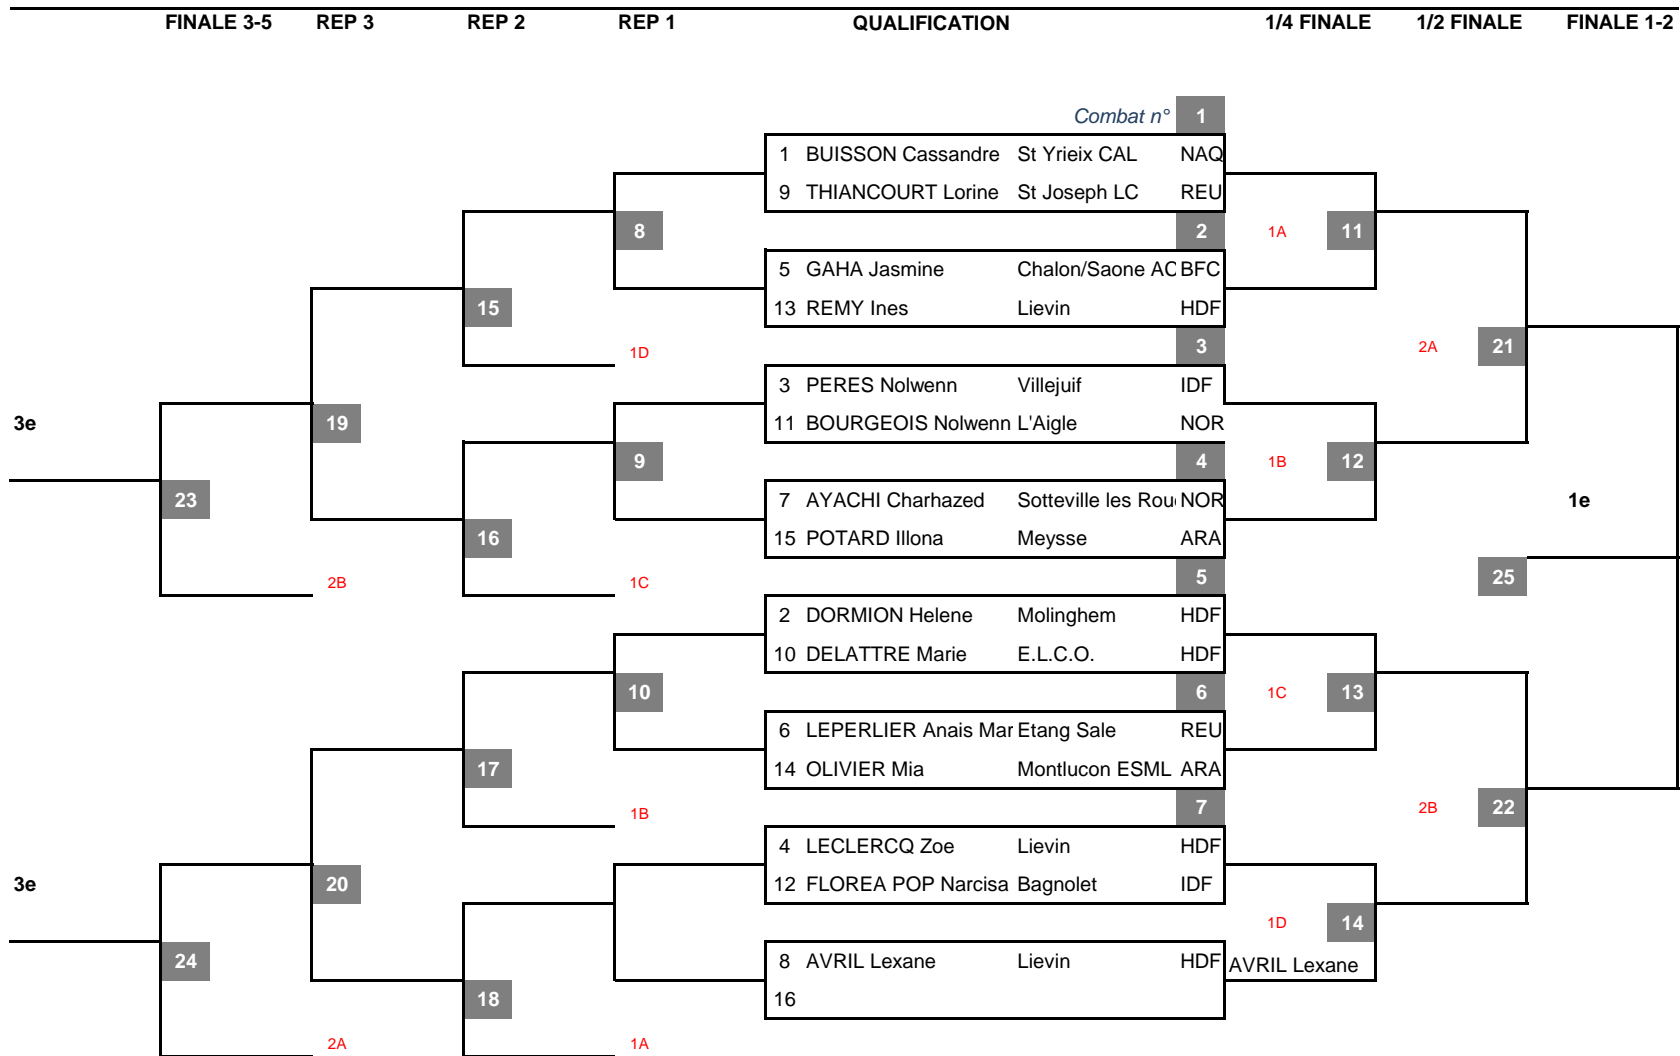 FINALE 3-5 REP 3 REP 2 REP 1 QUALIFICATION 1/4 FINALE 1/2 FINALE FINALE 1-2
Combat n° 1
1 BUISSON Cassandre St Yrieix CAL NAQ
9 THIANCOURT Lorine St Joseph LC REU
8 2 1A 11
5 GAHA Jasmine Chalon/Saone AC BFC
15 13 REMY Ines Lievin HDF
1D 3 2A 21
3 PERES Nolwenn Villejuif IDF
3e 19 11 BOURGEOIS Nolwenn L'Aigle NOR
9 4 1B 12
23 7 AYACHI Charhazed Sotteville les Rou NOR 1e
16 15 POTARD Illona Meysse ARA
2B 1C 5 25
2 DORMION Helene Molinghem HDF
10 DELATTRE Marie E.L.C.O. HDF
10 6 1C 13
6 LEPERLIER Anais Mar Etang Sale REU
17 14 OLIVIER Mia Montlucon ESML ARA
1B 7 2B 22
4 LECLERCQ Zoe Lievin HDF
3e 20 12 FLOREA POP Narcisa Bagnolet IDF
1D 14
24 8 AVRIL Lexane Lievin HDF AVRIL Lexane
18 16
2A 1A